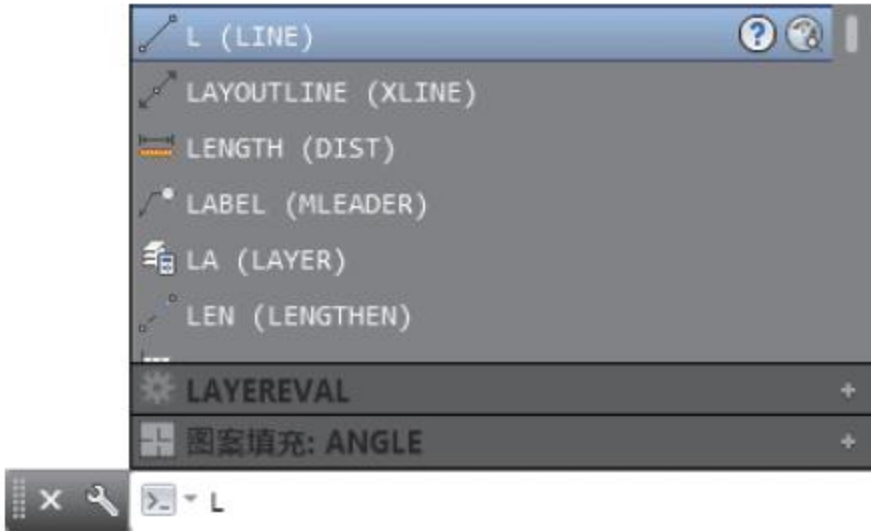 L (LINE)
LAYOUTLINE (XLINE)
LENGTH (DIST)
LABEL (MLEADER)
LA (LAYER)
LEN (LENGTHEN)
LAYEREVAL
图案填充: ANGLE
L